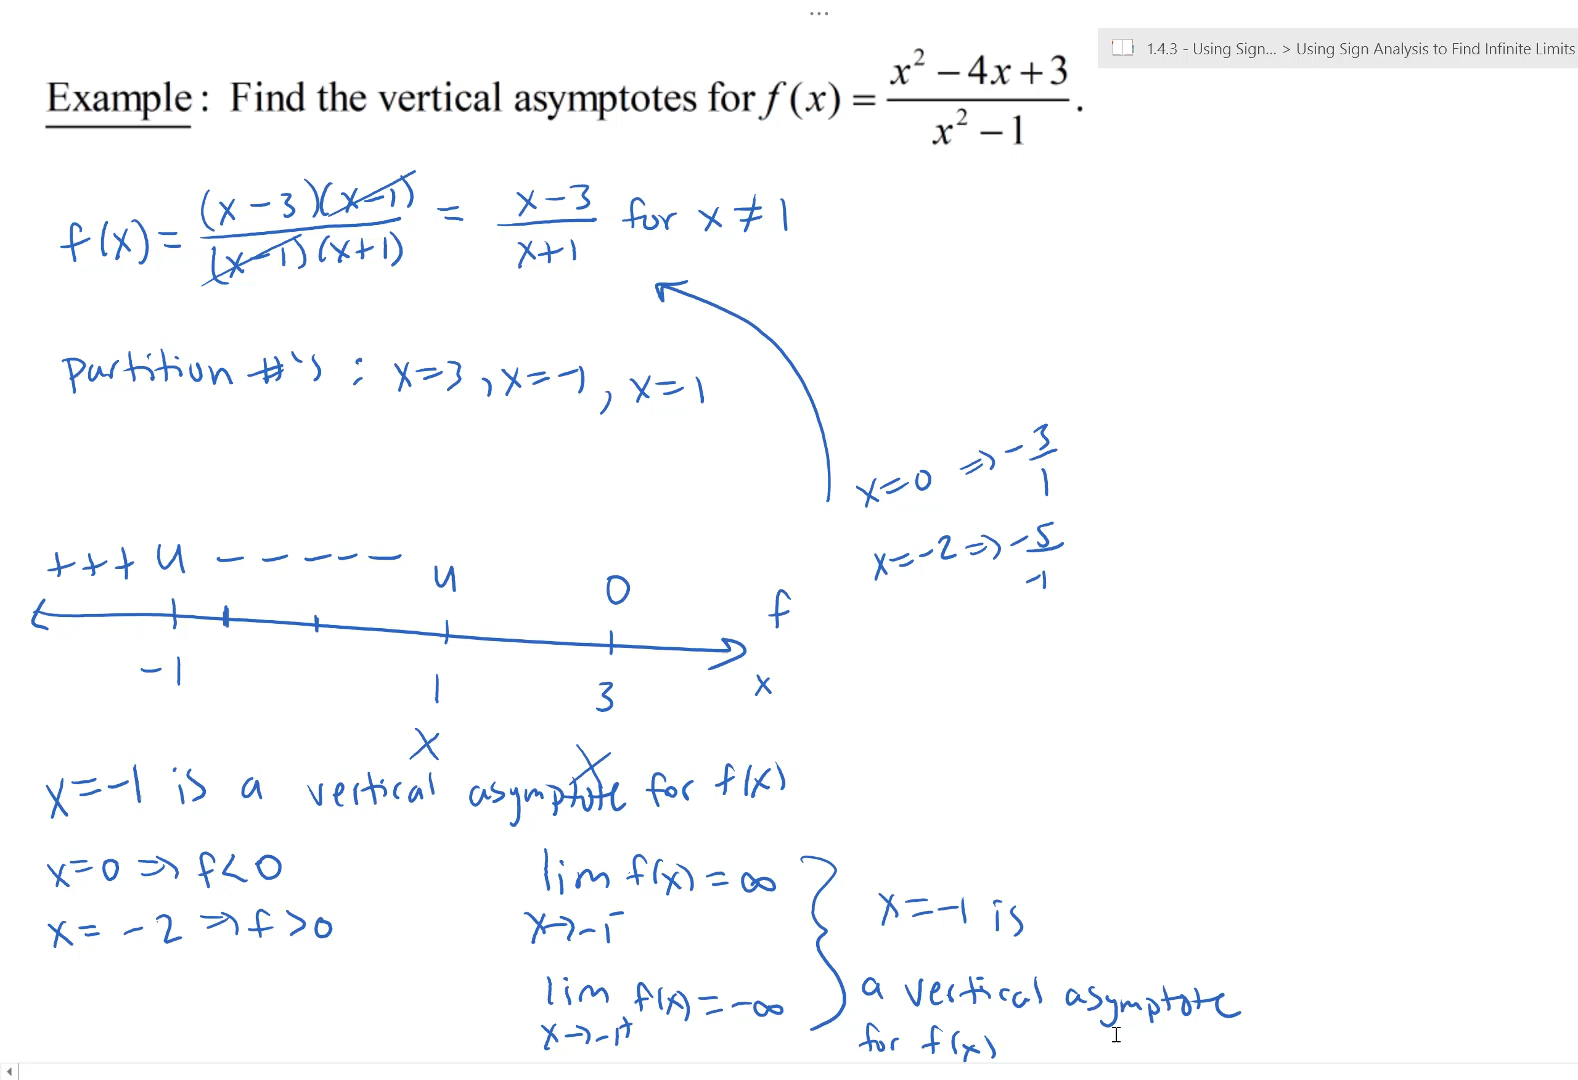 ...
1.4.3 - Using Sign... > Using Sign Analysis to Find Infinite Limits
Example: Find the vertical asymptotes for f(x) = (x² − 4x + 3)/(x² − 1).
f(x) = (x−3)(x−1)/(x−1)(x+1) = (x−3)/(x+1) for x ≠ 1
Partition #'s : x=3, x=-1, x=1
x=0 ⇒ -3/1
x=-2 ⇒ -5/-1
+++ U - - - - - U 0 f
-1 1 3 x
X X
x=-1 is a vertical asymptote for f(x)
x=0 ⇒ f<0
x= -2 ⇒ f>0
lim f(x) = ∞
x→-1⁻
lim f(x) = -∞
x→-1⁺
x=-1 is
a vertical asymptote
for f(x)